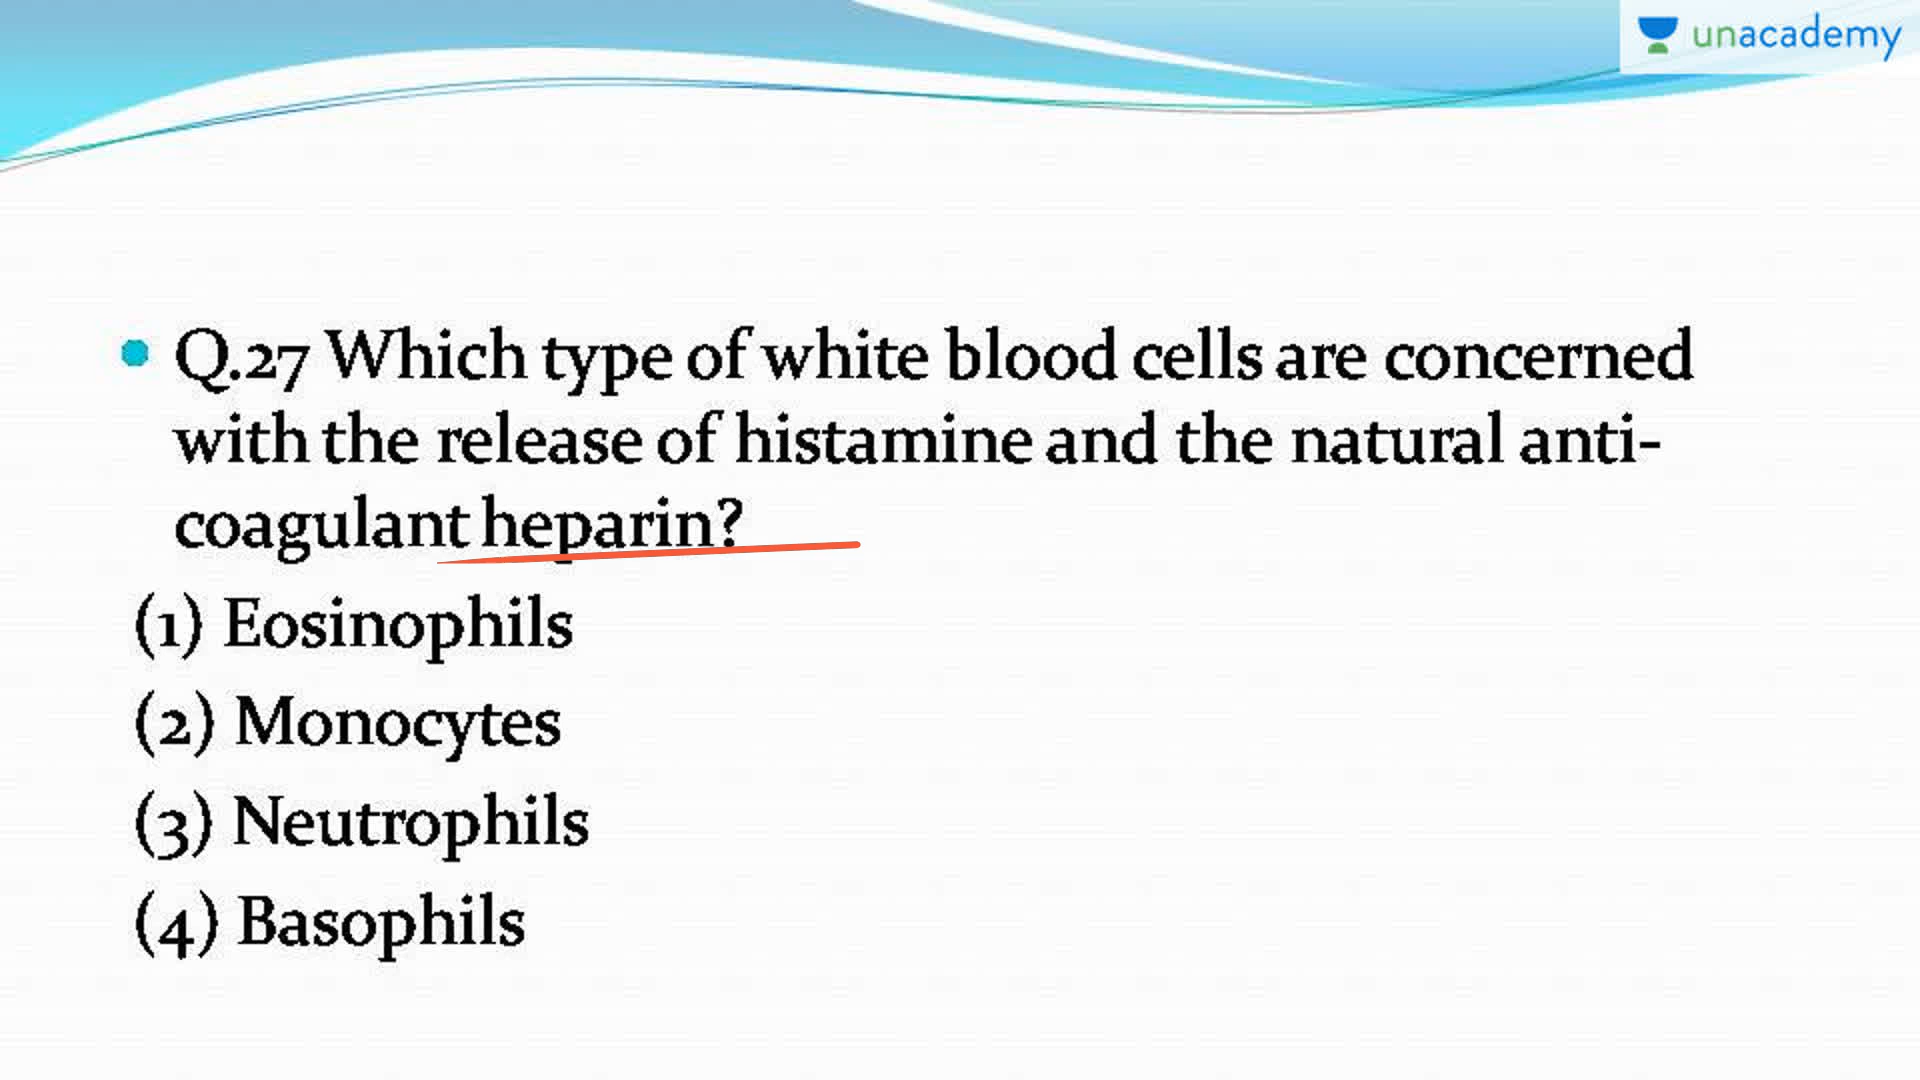 unacademy
Q.27 Which type of white blood cells are concerned
with the release of histamine and the natural anti-
coagulant heparin?
(1) Eosinophils
(2) Monocytes
(3) Neutrophils
(4) Basophils